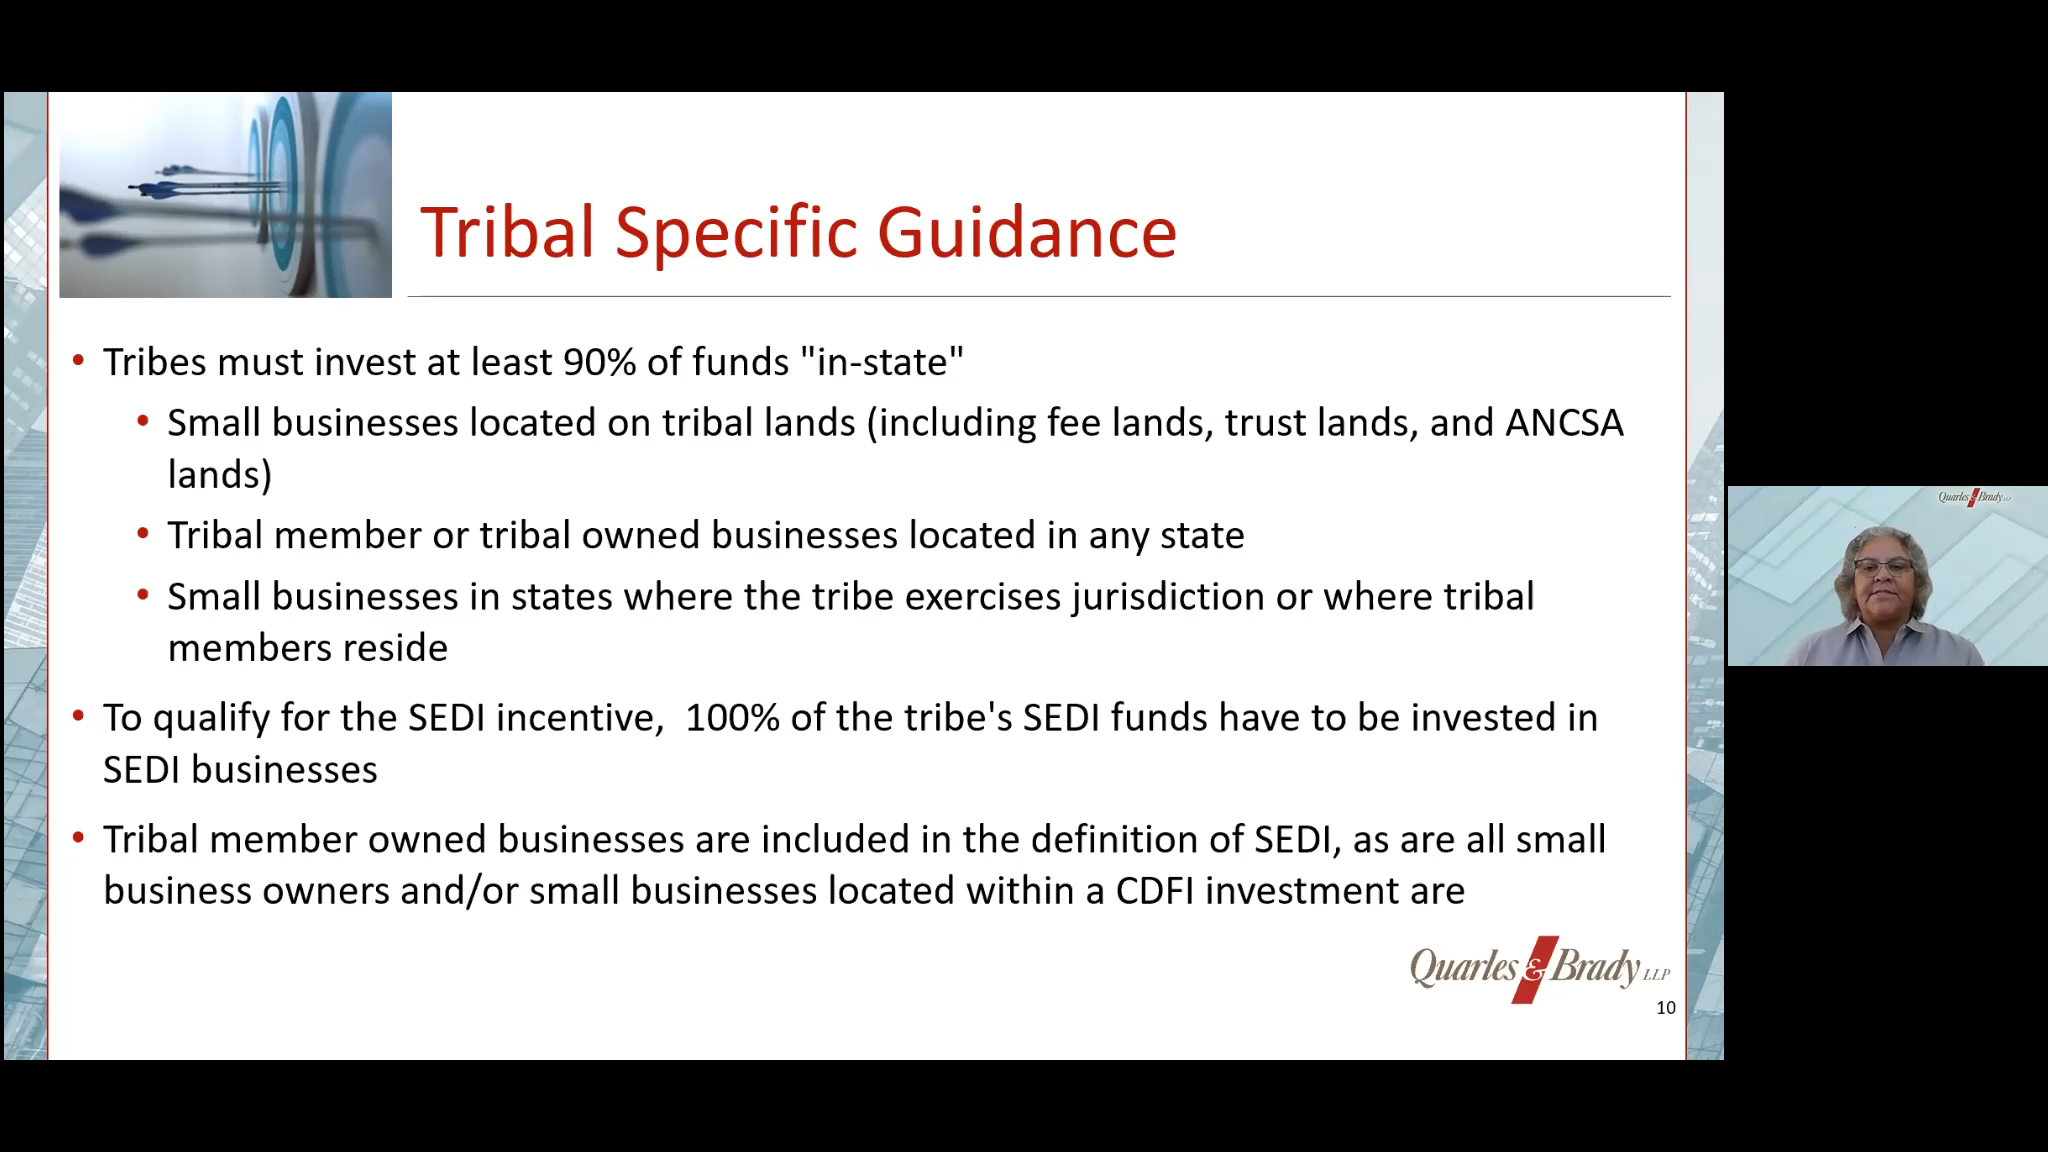 Tribal Specific Guidance
• Tribes must invest at least 90% of funds "in-state"
• Small businesses located on tribal lands (including fee lands, trust lands, and ANCSA
lands)
• Tribal member or tribal owned businesses located in any state
• Small businesses in states where the tribe exercises jurisdiction or where tribal
members reside
• To qualify for the SEDI incentive,  100% of the tribe's SEDI funds have to be invested in
SEDI businesses
• Tribal member owned businesses are included in the definition of SEDI, as are all small
business owners and/or small businesses located within a CDFI investment are
Quarles & Brady LLP
10
Quarles & Brady LLP